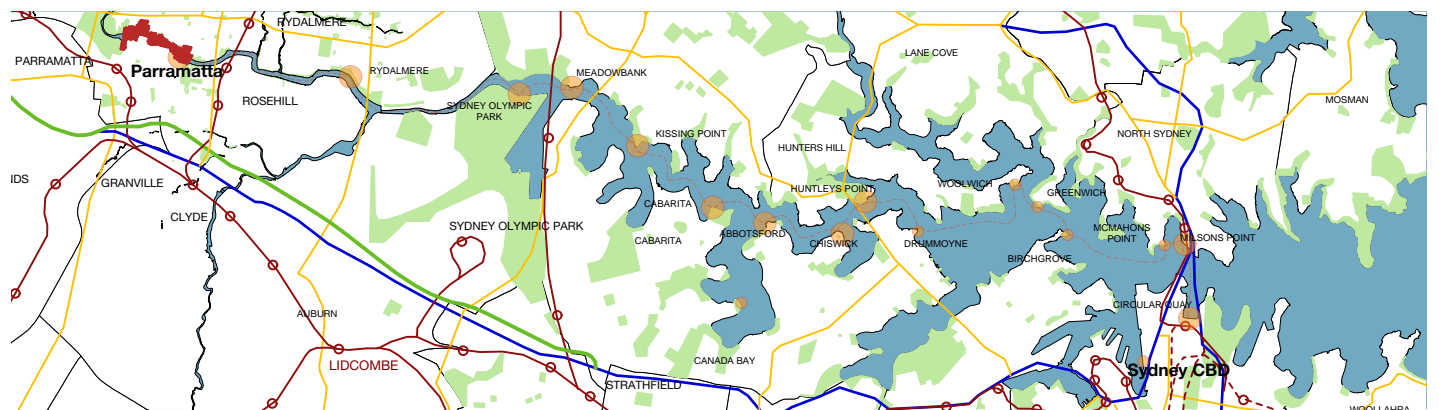 RYDALMERE
PARRAMATTA
Parramatta
RYDALMERE
ROSEHILL
MEADOWBANK
SYDNEY OLYMPIC
PARK
KISSING POINT
LANE COVE
MOSMAN
NORTH SYDNEY
HUNTERS HILL
NDS
GRANVILLE
CLYDE
CABARITA
HUNTLEYS POINT
WOOLWICH
GREENWICH
SYDNEY OLYMPIC PARK
CABARITA
ABBOTSFORD
CHISWICK
DRUMMOYNE
MCMAHONS
POINT
MILSONS POINT
BIRCHGROVE
AUBURN
CIRCULAR QUAY
LIDCOMBE
CANADA BAY
STRATHFIELD
Sydney CBD
WOOLLAHRA